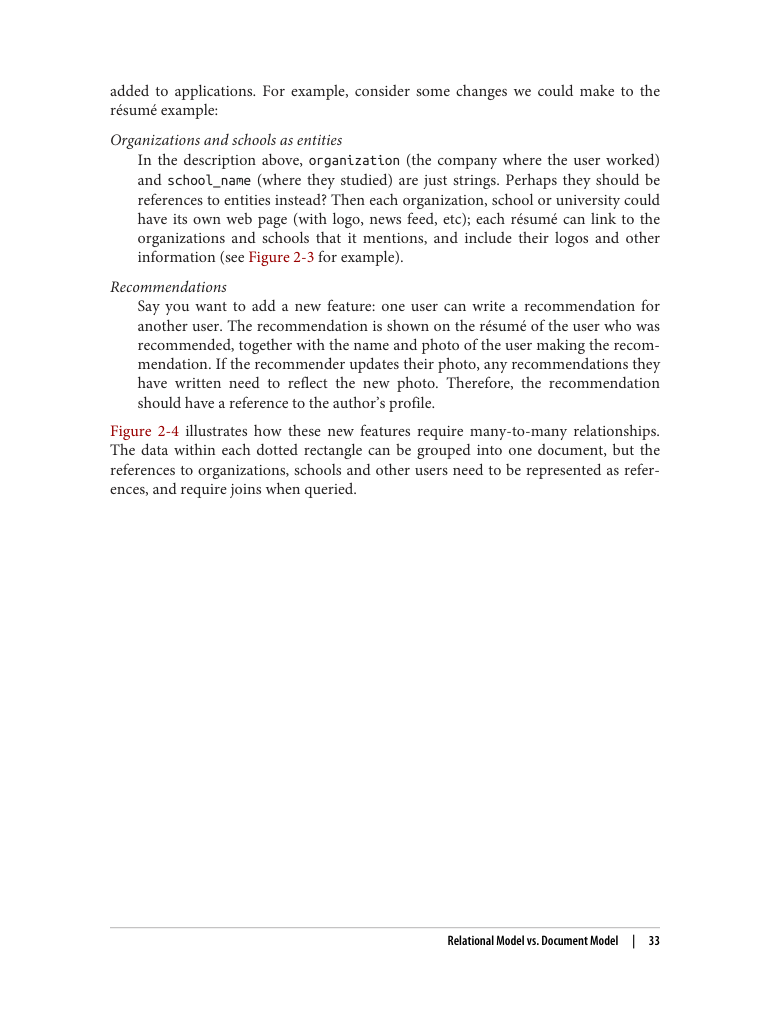 added to applications. For example, consider some changes we could make to the
résumé example:
Organizations and schools as entities
In the description above, organization (the company where the user worked)
and school_name (where they studied) are just strings. Perhaps they should be
references to entities instead? Then each organization, school or university could
have its own web page (with logo, news feed, etc); each résumé can link to the
organizations and schools that it mentions, and include their logos and other
information (see Figure 2-3 for example).
Recommendations
Say you want to add a new feature: one user can write a recommendation for
another user. The recommendation is shown on the résumé of the user who was
recommended, together with the name and photo of the user making the recom-
mendation. If the recommender updates their photo, any recommendations they
have written need to reflect the new photo. Therefore, the recommendation
should have a reference to the author’s profile.
Figure 2-4 illustrates how these new features require many-to-many relationships.
The data within each dotted rectangle can be grouped into one document, but the
references to organizations, schools and other users need to be represented as refer-
ences, and require joins when queried.
Relational Model vs. Document Model | 33